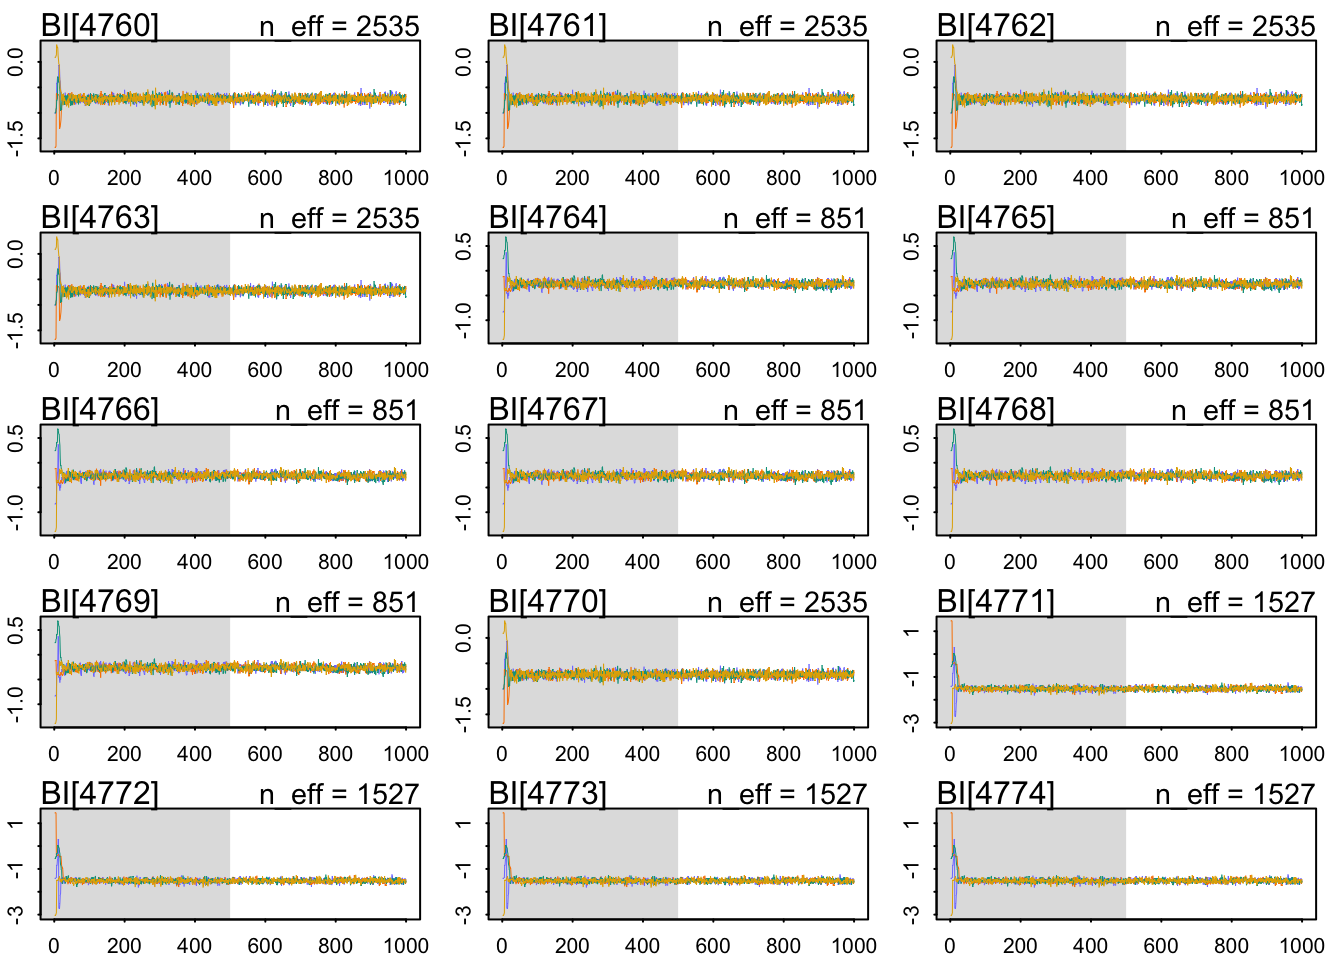 BI[4760] n_eff = 2535 BI[4761] n_eff = 2535 BI[4762] n_eff = 2535
0.0 0.0 0.0
-1.5 -1.5 -1.5
0 200 400 600 800 1000 0 200 400 600 800 1000 0 200 400 600 800 1000
BI[4763] n_eff = 2535 BI[4764] n_eff = 851 BI[4765] n_eff = 851
0.0 0.5 0.5
-1.5 -1.0 -1.0
0 200 400 600 800 1000 0 200 400 600 800 1000 0 200 400 600 800 1000
BI[4766] n_eff = 851 BI[4767] n_eff = 851 BI[4768] n_eff = 851
0.5 0.5 0.5
-1.0 -1.0 -1.0
0 200 400 600 800 1000 0 200 400 600 800 1000 0 200 400 600 800 1000
BI[4769] n_eff = 851 BI[4770] n_eff = 2535 BI[4771] n_eff = 1527
0.5 0.0 1
-1
-1.0 -1.5 -3
0 200 400 600 800 1000 0 200 400 600 800 1000 0 200 400 600 800 1000
BI[4772] n_eff = 1527 BI[4773] n_eff = 1527 BI[4774] n_eff = 1527
1 1 1
-1 -1 -1
-3 -3 -3
0 200 400 600 800 1000 0 200 400 600 800 1000 0 200 400 600 800 1000